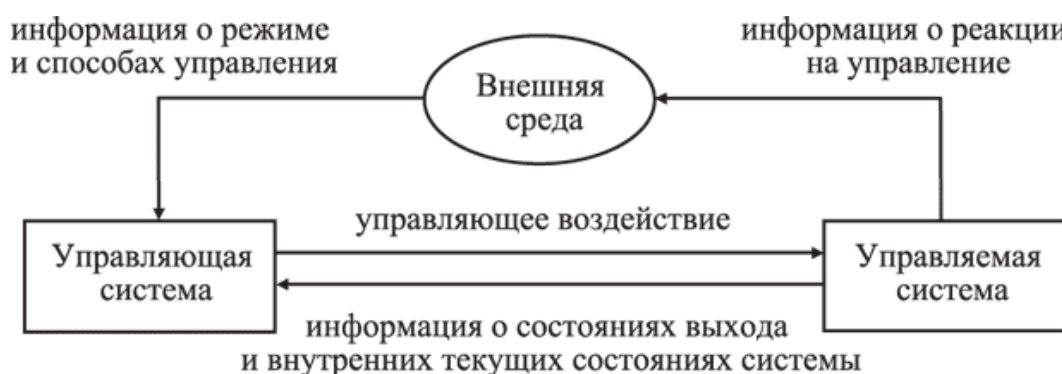 информация о режиме
и способах управления
информация о реакции
на управление
Внешняя
среда
управляющее воздействие
Управляющая
система
Управляемая
система
информация о состояниях выхода
и внутренних текущих состояниях системы